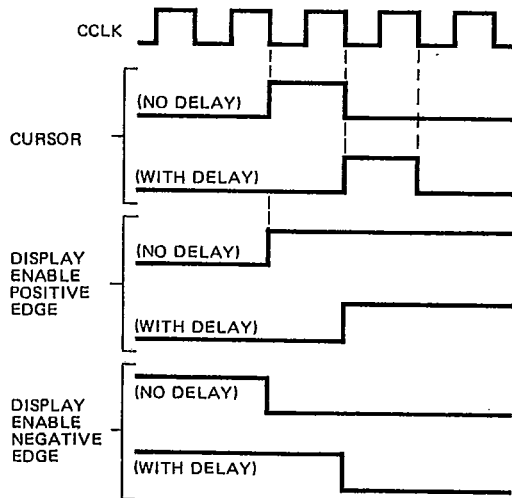 CCLK
CURSOR
(NO DELAY)
(WITH DELAY)
DISPLAY
ENABLE
POSITIVE
EDGE
(NO DELAY)
(WITH DELAY)
DISPLAY
ENABLE
NEGATIVE
EDGE
(NO DELAY)
(WITH DELAY)